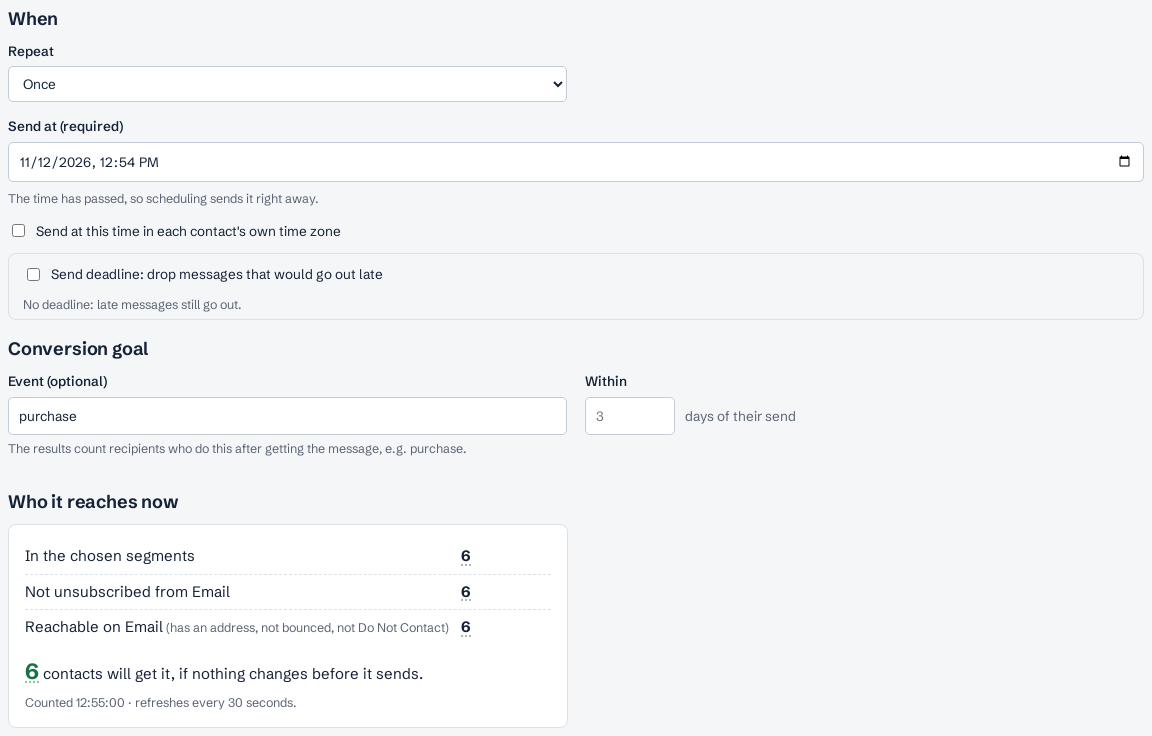 When
Repeat
Once
Send at (required)
11/12/2026, 12:54 PM
The time has passed, so scheduling sends it right away.
Send at this time in each contact's own time zone
Send deadline: drop messages that would go out late
No deadline: late messages still go out.
Conversion goal
Event (optional)
Within
purchase
3
days of their send
The results count recipients who do this after getting the message, e.g. purchase.
Who it reaches now
In the chosen segments 6
Not unsubscribed from Email 6
Reachable on Email (has an address, not bounced, not Do Not Contact) 6
6 contacts will get it, if nothing changes before it sends.
Counted 12:55:00 · refreshes every 30 seconds.